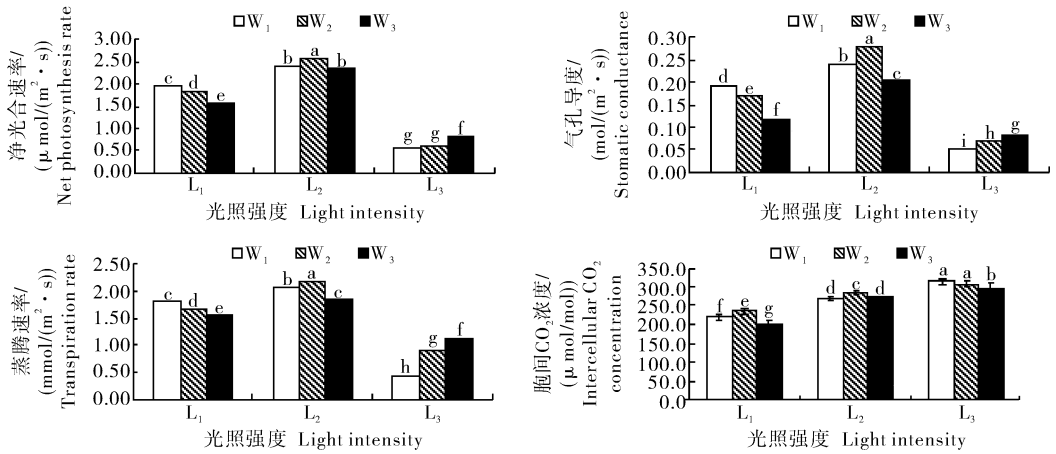 W₁ W₂ W₃
净光合速率/
(μ mol/(m²·s))
Net photosynthesis rate
3.00
2.50
2.00
1.50
1.00
0.50
0.00
c d e
b a b
g g f
L₁ L₂ L₃
光照强度 Light intensity
W₁ W₂ W₃
气孔导度/
(mol/(m²·s))
Stomatic conductance
0.30
0.25
0.20
0.15
0.10
0.05
0.00
d e f
b a c
i h g
L₁ L₂ L₃
光照强度 Light intensity
W₁ W₂ W₃
蒸腾速率/
(mmol/(m²·s))
Transpiration rate
2.50
2.00
1.50
1.00
0.50
0.00
c d e
b a c
h g f
L₁ L₂ L₃
光照强度 Light intensity
W₁ W₂ W₃
胞间CO₂浓度/
(μ mol/mol))
Intercellular CO₂
concentration
350.0
300.0
250.0
200.0
150.0
100.0
50.0
0.0
f e g
d c d
a a b
L₁ L₂ L₃
光照强度 Light intensity